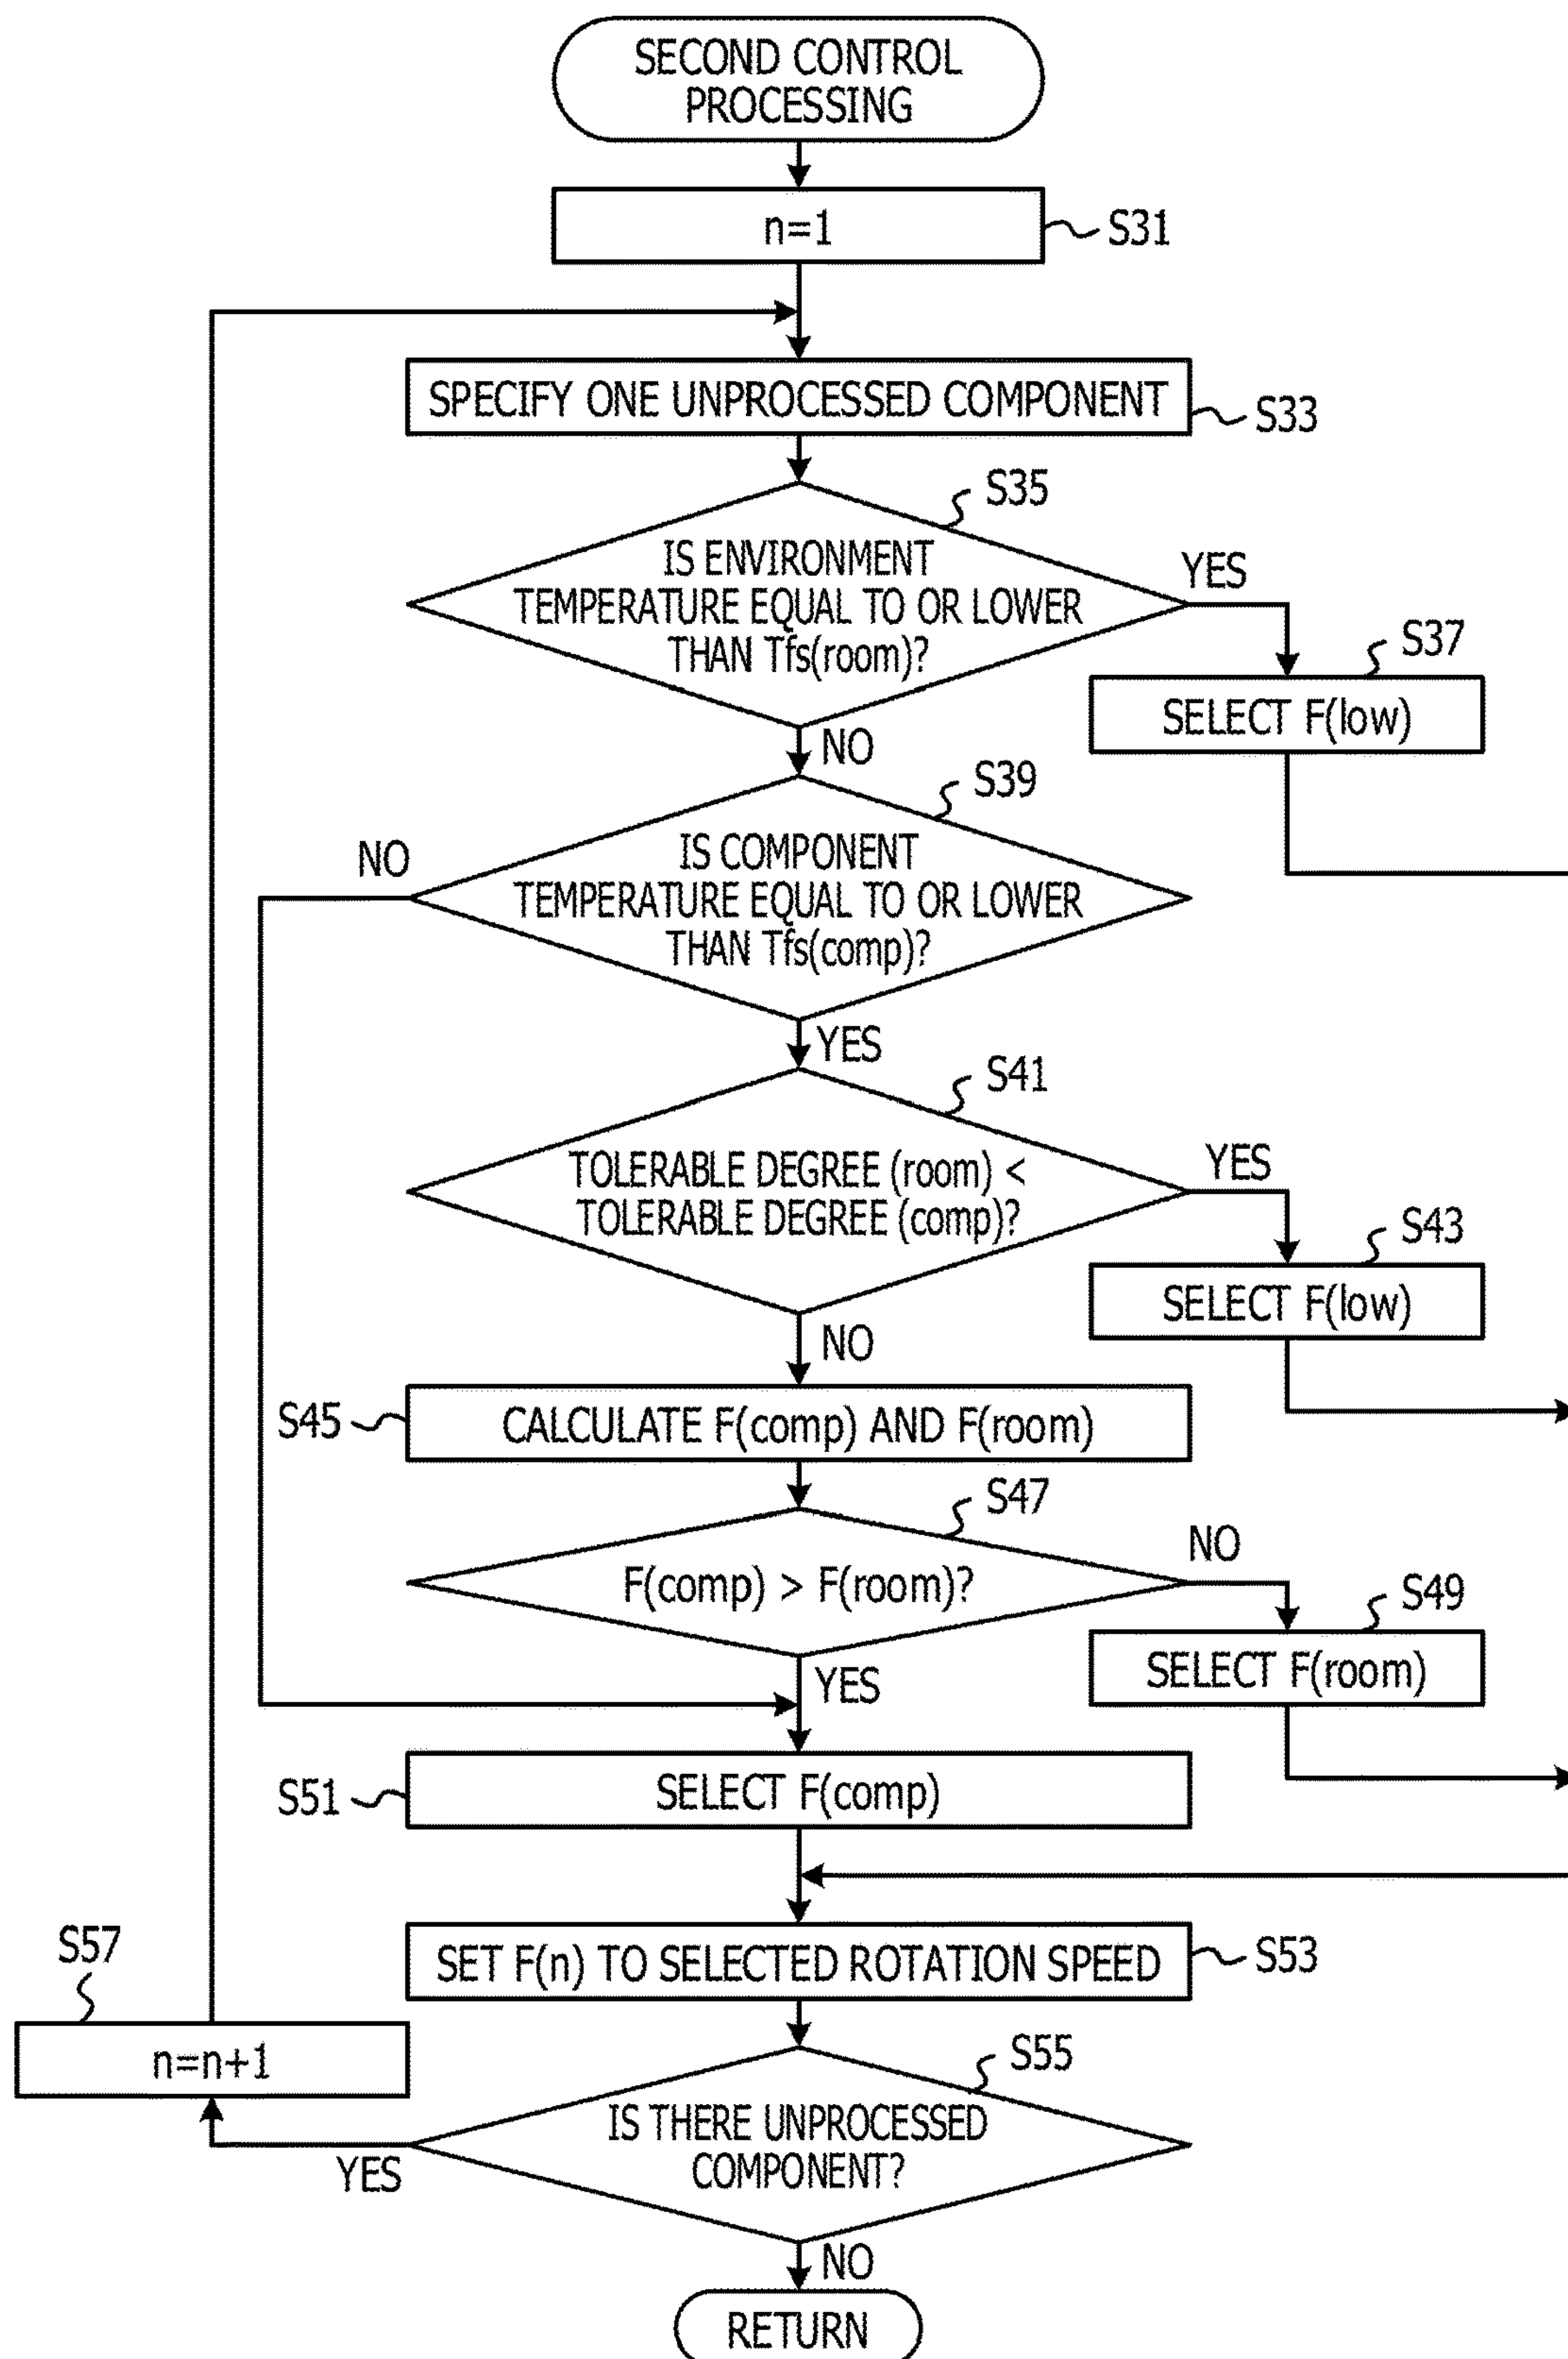 SECOND CONTROL
PROCESSING
n=1
S31
SPECIFY ONE UNPROCESSED COMPONENT
S33
S35
IS ENVIRONMENT
TEMPERATURE EQUAL TO OR LOWER
THAN Tfs(room)?
YES
S37
SELECT F(low)
NO
S39
NO
IS COMPONENT
TEMPERATURE EQUAL TO OR LOWER
THAN Tfs(comp)?
YES
S41
TOLERABLE DEGREE (room) <
TOLERABLE DEGREE (comp)?
YES
S43
SELECT F(low)
NO
S45
CALCULATE F(comp) AND F(room)
S47
F(comp) > F(room)?
NO
S49
SELECT F(room)
YES
S51
SELECT F(comp)
SET F(n) TO SELECTED ROTATION SPEED
S53
S57
n=n+1
S55
IS THERE UNPROCESSED
COMPONENT?
YES
NO
RETURN